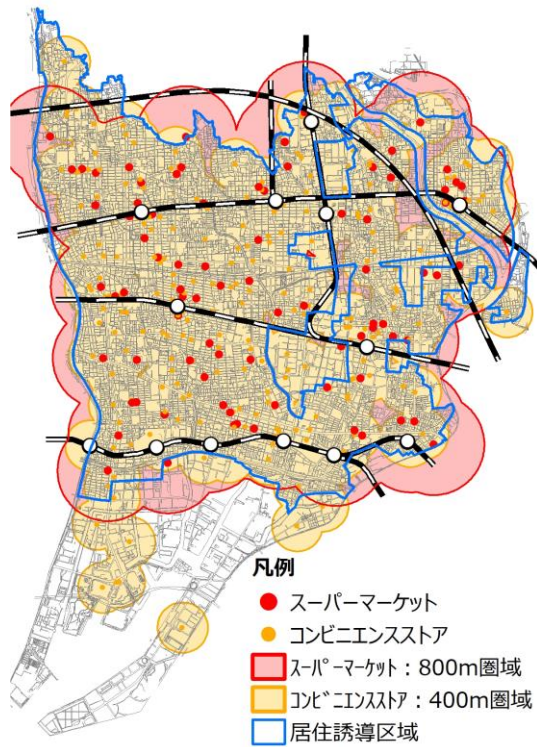 凡例
スーパーマーケット
コンビニエンスストア
スーパーマーケット：800m圏域
コンビニエンスストア：400m圏域
居住誘導区域